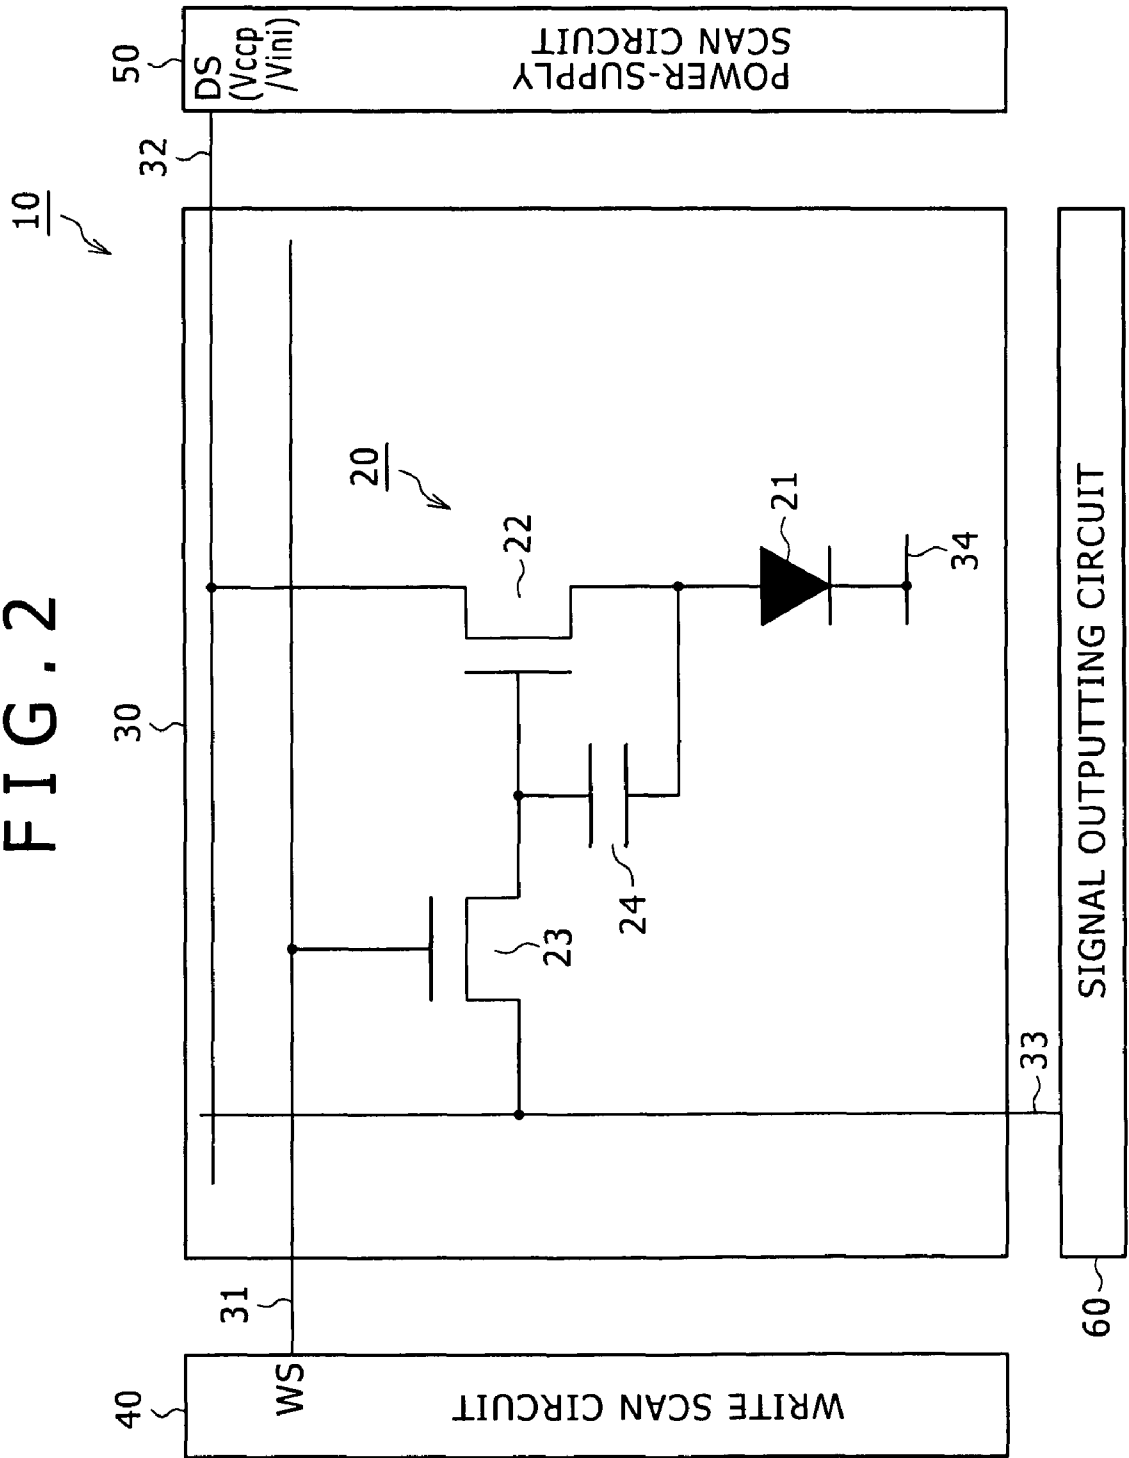 FIG.2
10
30
40
WS
WRITE SCAN CIRCUIT
31
32
50
DS
(Vccp
/Vini)
POWER-SUPPLY
SCAN CIRCUIT
20
22
23
24
21
34
33
60
SIGNAL OUTPUTTING CIRCUIT